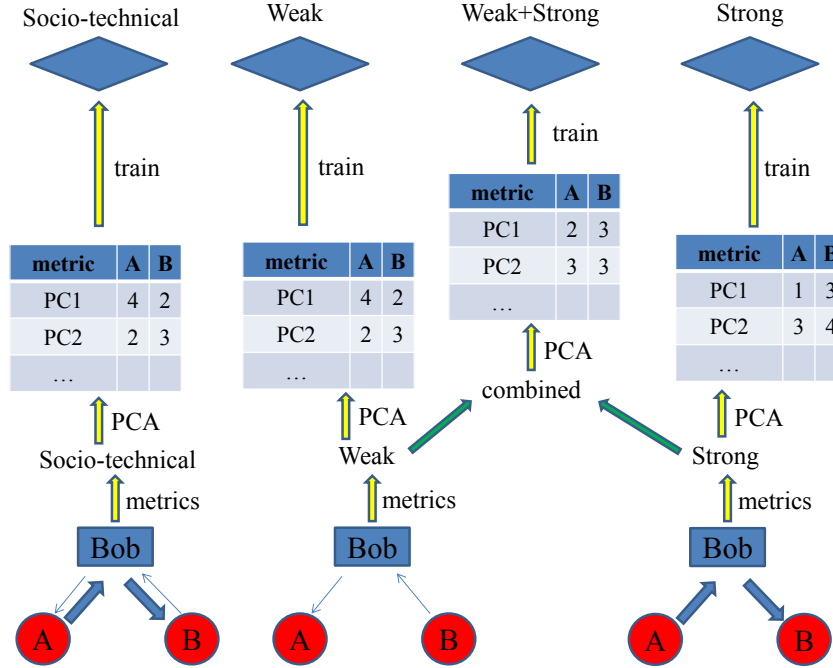 Socio-technical
Weak
Weak+Strong
Strong
train
train
train
train
metric A B
PC1 2 3
PC2 3 3
...
metric A B
PC1 4 2
PC2 2 3
...
metric A B
PC1 4 2
PC2 2 3
...
metric A B
PC1 1 3
PC2 3 4
...
PCA
combined
PCA
PCA
PCA
Socio-technical
Weak
Strong
metrics
metrics
metrics
Bob
Bob
Bob
A
B
A
B
A
B